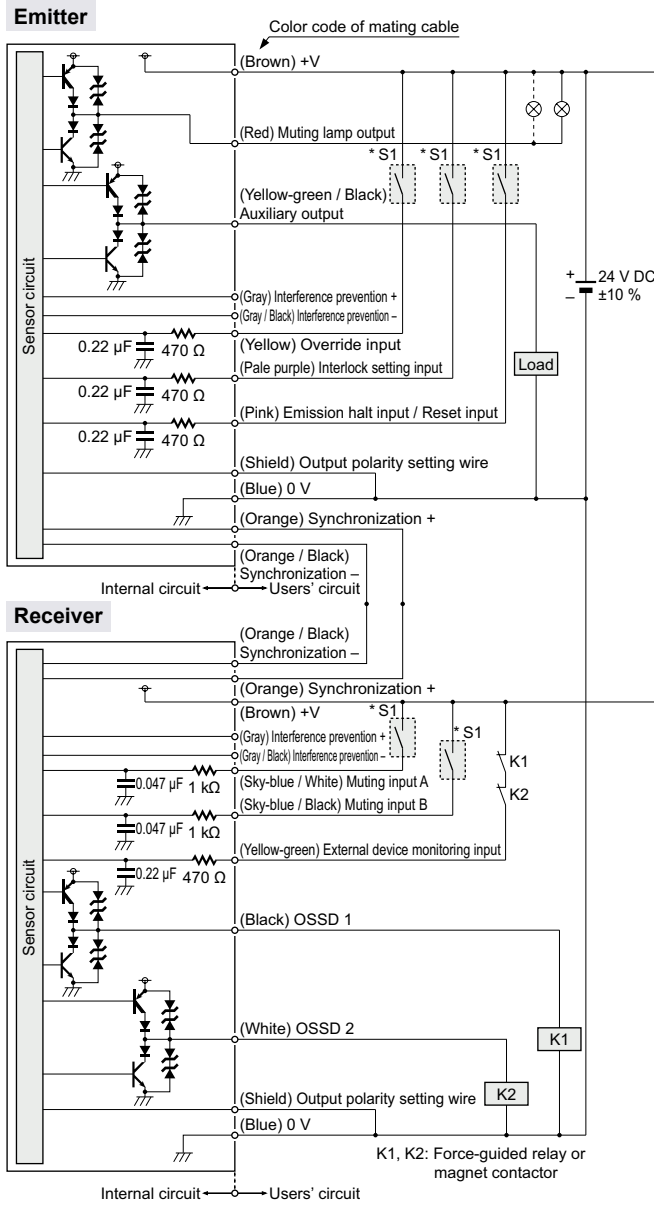 Emitter
Color code of mating cable
(Brown) +V
(Red) Muting lamp output
* S1 * S1 * S1
(Yellow-green / Black)
Auxiliary output
+
–
24 V DC
±10 %
Sensor circuit
(Gray) Interference prevention +
(Gray / Black) Interference prevention –
0.22 µF 470 Ω
(Yellow) Override input
(Pale purple) Interlock setting input
Load
0.22 µF 470 Ω
(Pink) Emission halt input / Reset input
0.22 µF 470 Ω
(Shield) Output polarity setting wire
(Blue) 0 V
(Orange) Synchronization +
(Orange / Black)
Synchronization –
Internal circuit Users' circuit
Receiver
(Orange / Black)
Synchronization –
(Orange) Synchronization +
(Brown) +V
* S1
(Gray) Interference prevention +
* S1
(Gray / Black) Interference prevention –
K1
0.047 µF 1 kΩ
(Sky-blue / White) Muting input A
K2
(Sky-blue / Black) Muting input B
0.047 µF 1 kΩ
(Yellow-green) External device monitoring input
0.22 µF 470 Ω
Sensor circuit
(Black) OSSD 1
(White) OSSD 2
K1
K2
(Shield) Output polarity setting wire
(Blue) 0 V
K1, K2: Force-guided relay or
magnet contactor
Internal circuit Users' circuit